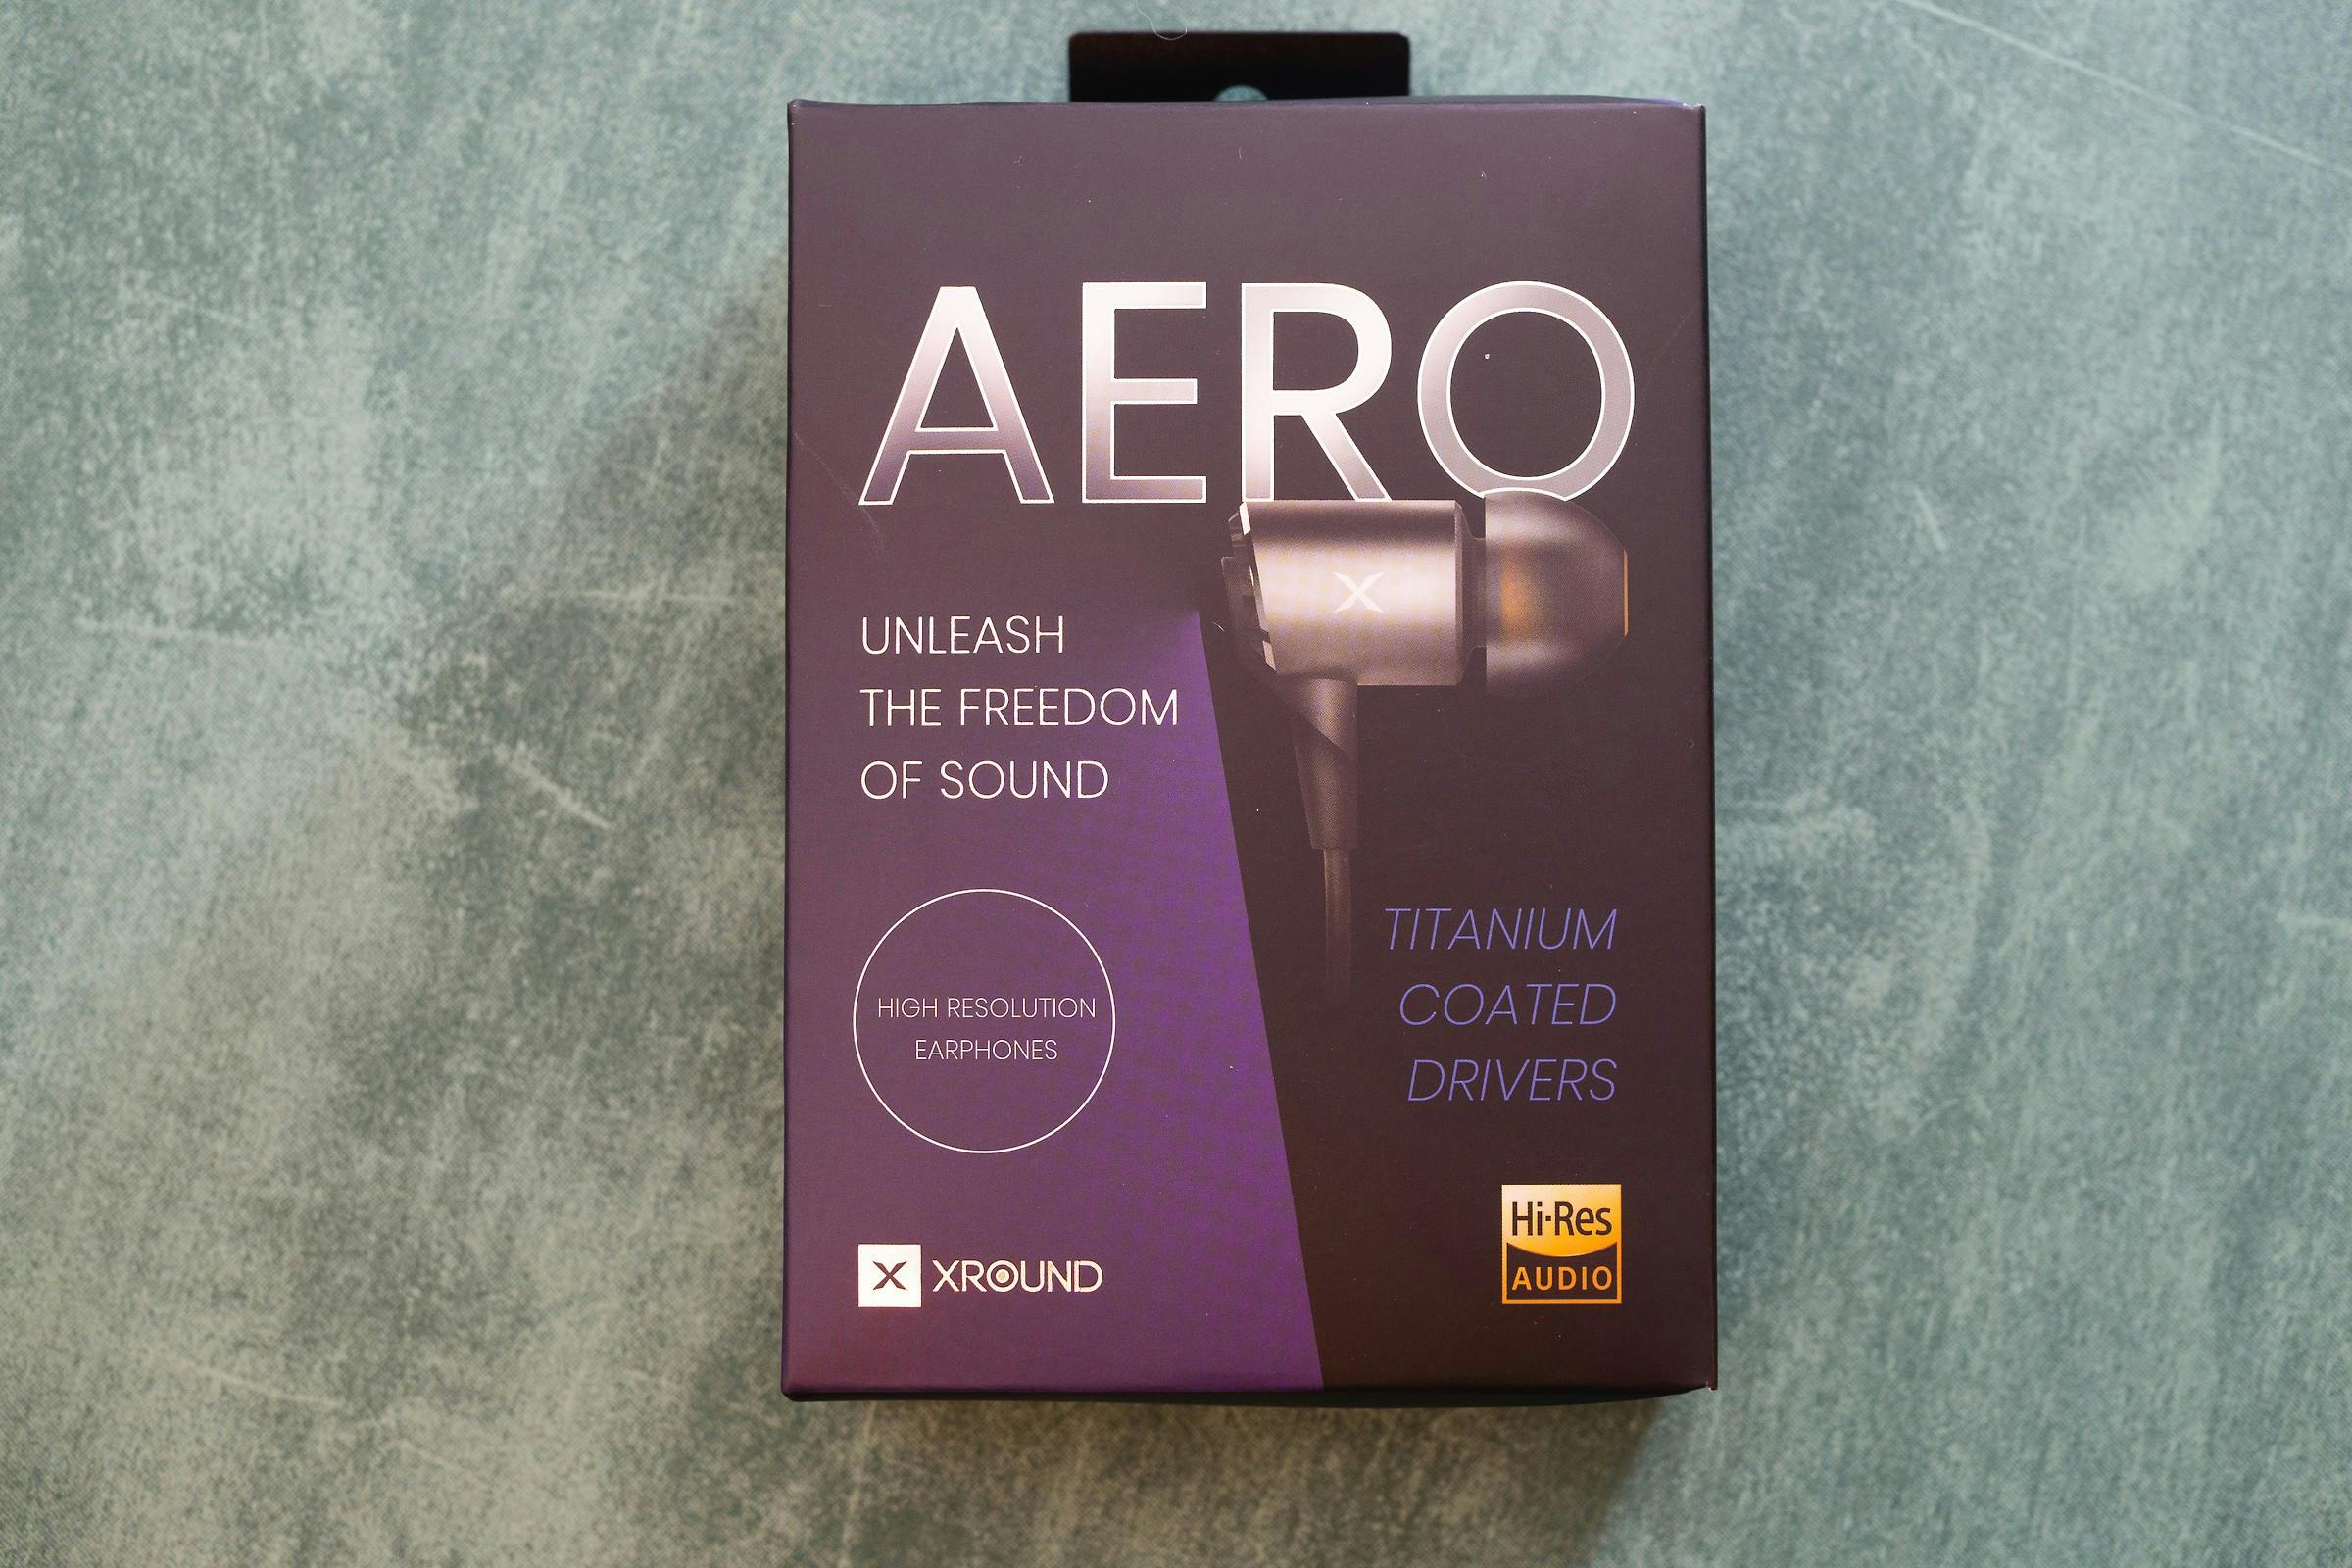 AERO
UNLEASH
THE FREEDOM
OF SOUND
HIGH RESOLUTION
EARPHONES
TITANIUM
COATED
DRIVERS
X XROUND
Hi-Res
AUDIO